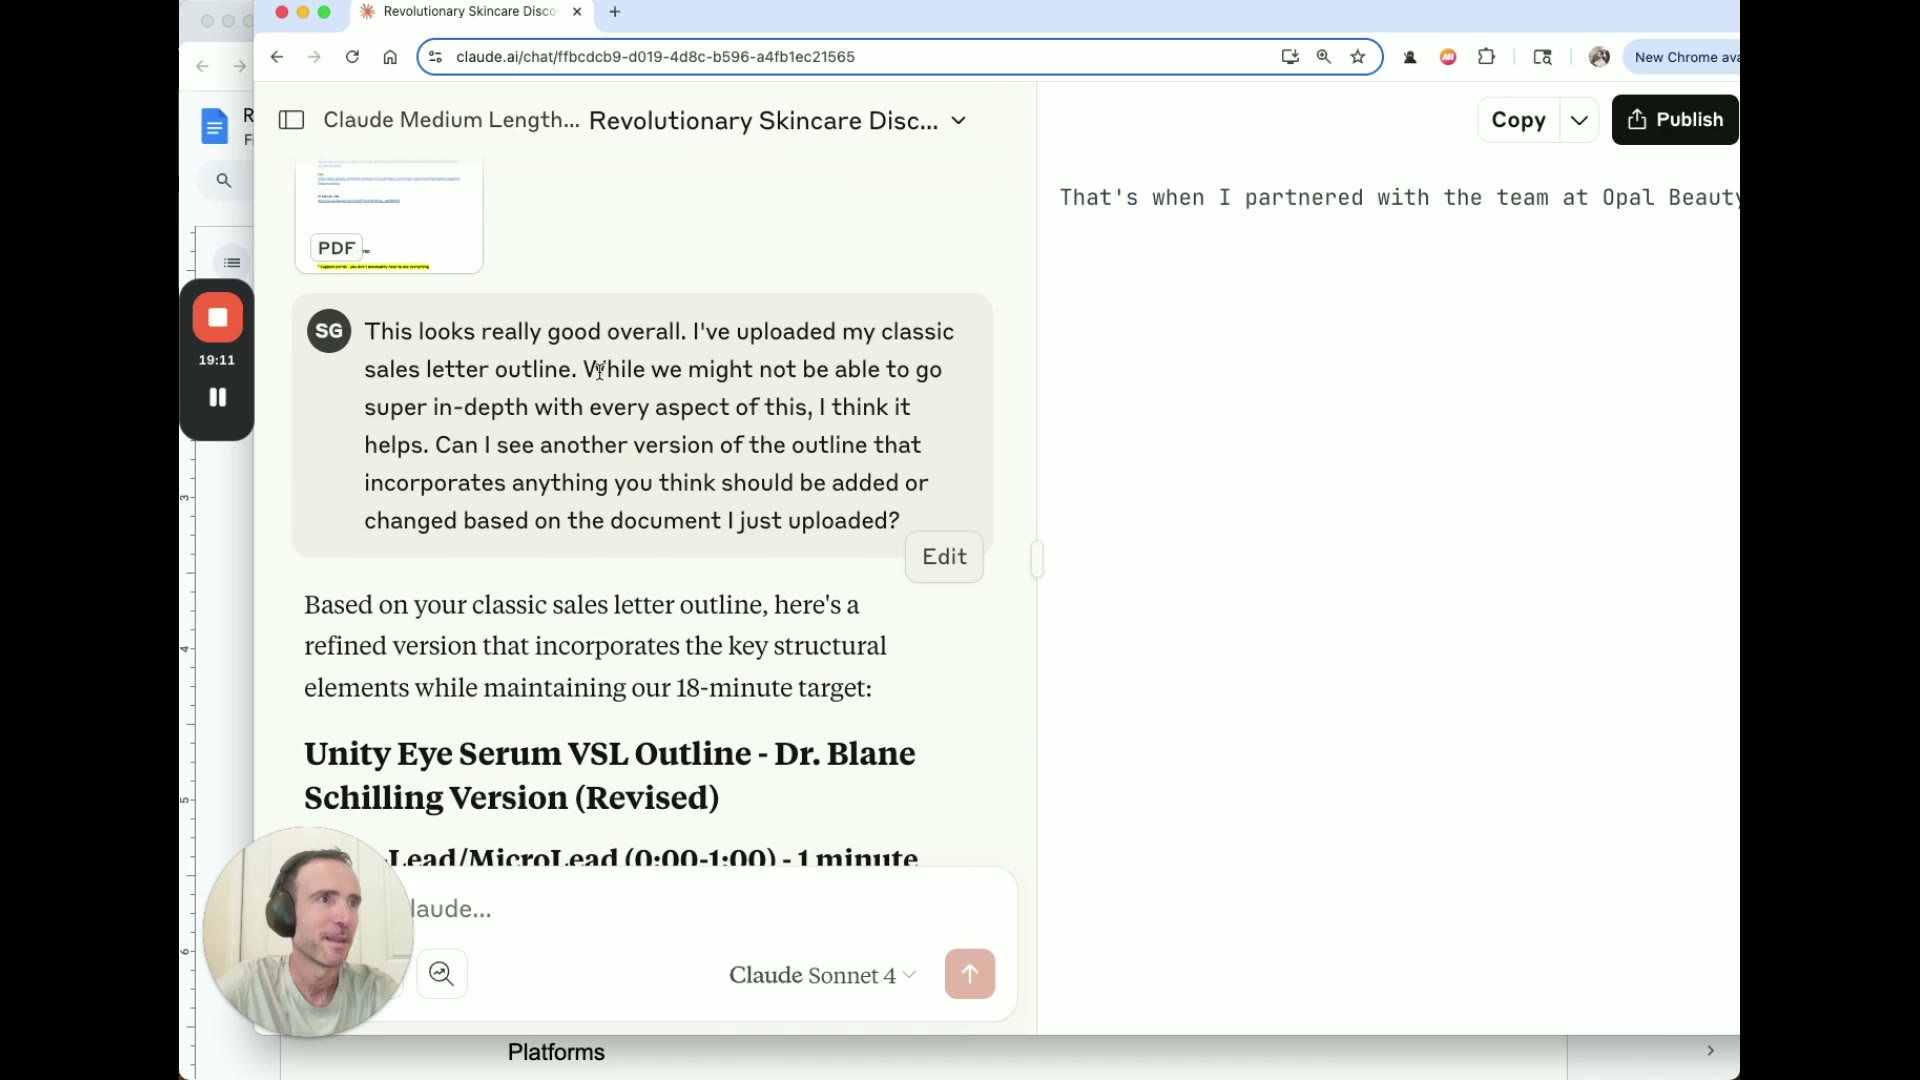 Revolutionary Skincare Disco
claude.ai/chat/ffbcdcb9-d019-4d8c-b596-a4fb1ec21565
New Chrome ava
R
F
Claude Medium Length... Revolutionary Skincare Disc...
Copy
Publish
That's when I partnered with the team at Opal Beauty
PDF
19:11
SG
This looks really good overall. I've uploaded my classic
sales letter outline. While we might not be able to go
super in-depth with every aspect of this, I think it
helps. Can I see another version of the outline that
incorporates anything you think should be added or
changed based on the document I just uploaded?
Edit
Based on your classic sales letter outline, here's a
refined version that incorporates the key structural
elements while maintaining our 18-minute target:
Unity Eye Serum VSL Outline - Dr. Blane
Schilling Version (Revised)
-Lead/MicroLead (0:00-1:00) - 1 minute
laude...
Claude Sonnet 4
3
4
5
6
Platforms